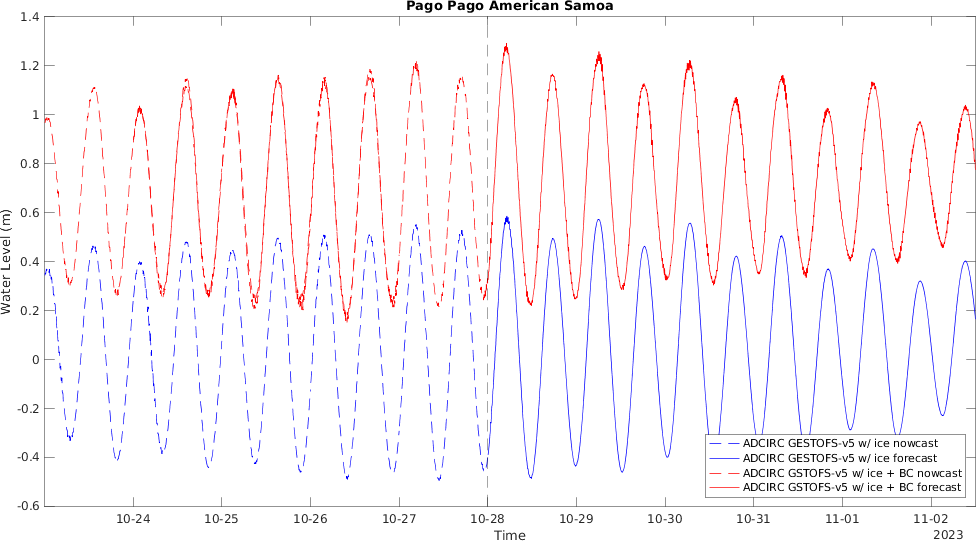 Pago Pago American Samoa
1.4
1.2
1
0.8
0.6
0.4
0.2
0
-0.2
-0.4
-0.6
Water Level (m)
ADCIRC GESTOFS-v5 w/ ice nowcast
ADCIRC GESTOFS-v5 w/ ice forecast
ADCIRC GSTOFS-v5 w/ ice + BC nowcast
ADCIRC GSTOFS-v5 w/ ice + BC forecast
10-24 10-25 10-26 10-27 10-28 10-29 10-30 10-31 11-01 11-02
Time
2023